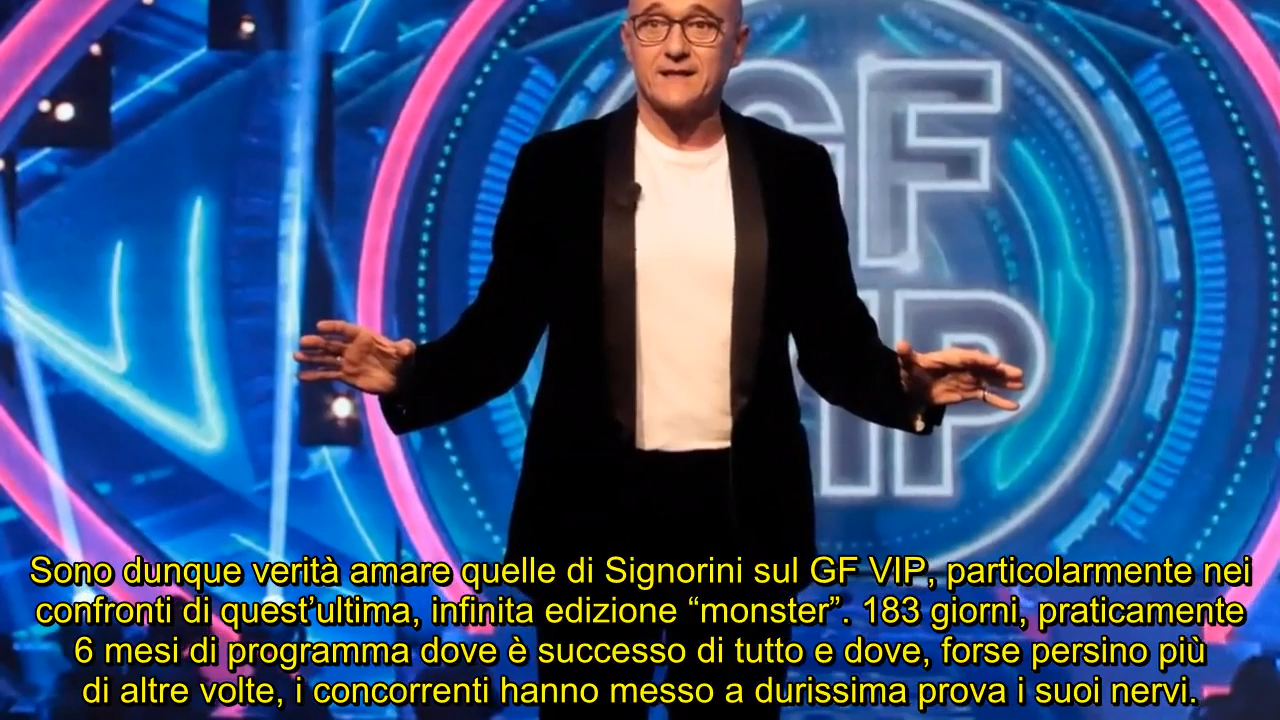 GF
VIP
Sono dunque verità amare quelle di Signorini sul GF VIP, particolarmente nei
confronti di quest’ultima, infinita edizione “monster”. 183 giorni, praticamente
6 mesi di programma dove è successo di tutto e dove, forse persino più
di altre volte, i concorrenti hanno messo a durissima prova i suoi nervi.